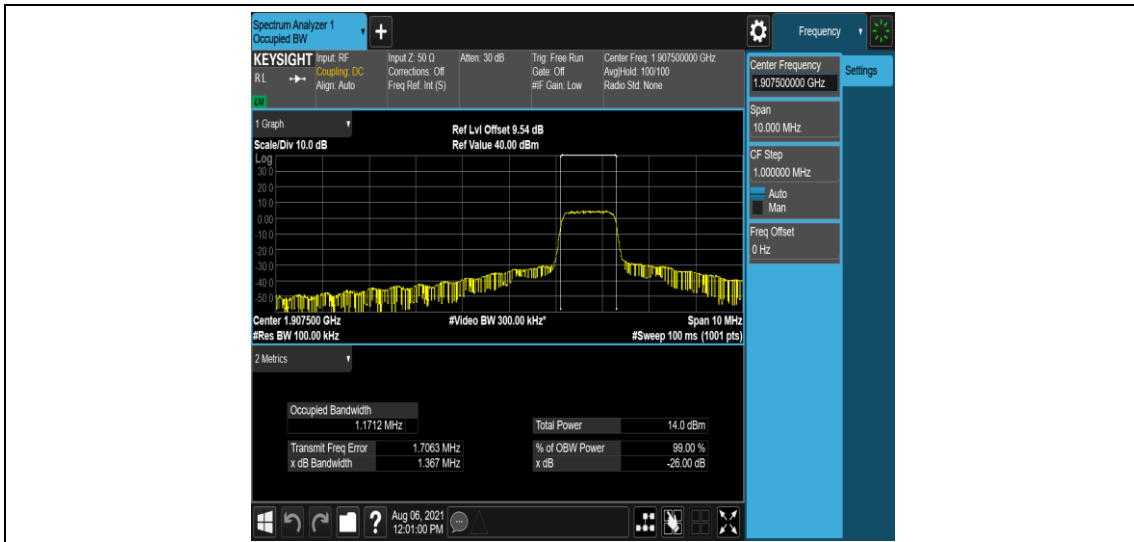 Spectrum Analyzer 1
Occupied BW
+
Frequency
KEYSIGHT
RL
LM
Input: RF
Coupling: DC
Align: Auto
Input Z: 50 Ω
Corrections: Off
Freq Ref: Int (S)
Atten: 30 dB
Trig: Free Run
Gate: Off
#IF Gain: Low
Center Freq: 1.907500000 GHz
Avg|Hold: 100/100
Radio Std: None
Center Frequency
1.907500000 GHz
Settings
Span
10.000 MHz
CF Step
1.000000 MHz
Auto
Man
Freq Offset
0 Hz
1 Graph
Scale/Div 10.0 dB
Ref Lvl Offset 9.54 dB
Ref Value 40.00 dBm
Log
30.0
20.0
10.0
0.00
-10.0
-20.0
-30.0
-40.0
-50.0
Center 1.907500 GHz
#Video BW 300.00 kHz*
Span 10 MHz
#Res BW 100.00 kHz
#Sweep 100 ms (1001 pts)
2 Metrics
Occupied Bandwidth
1.1712 MHz
Total Power 14.0 dBm
Transmit Freq Error 1.7063 MHz
% of OBW Power 99.00 %
x dB Bandwidth 1.367 MHz
x dB -26.00 dB
?
Aug 06, 2021
12:01:00 PM